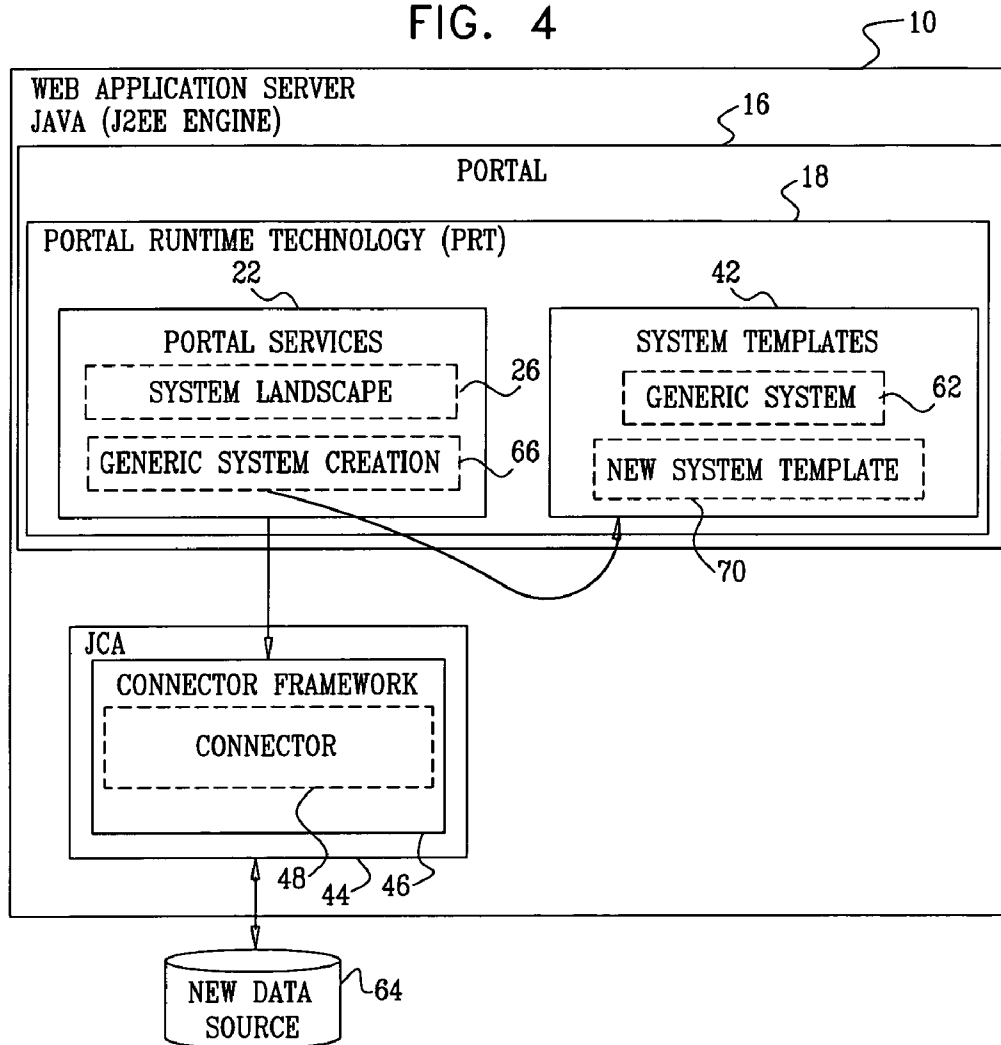 FIG. 4
10
WEB APPLICATION SERVER
JAVA (J2EE ENGINE)
16
PORTAL
18
PORTAL RUNTIME TECHNOLOGY (PRT)
22
42
PORTAL SERVICES
SYSTEM TEMPLATES
SYSTEM LANDSCAPE
26
GENERIC SYSTEM
62
GENERIC SYSTEM CREATION
66
NEW SYSTEM TEMPLATE
70
JCA
CONNECTOR FRAMEWORK
CONNECTOR
48
44
46
NEW DATA
SOURCE
64